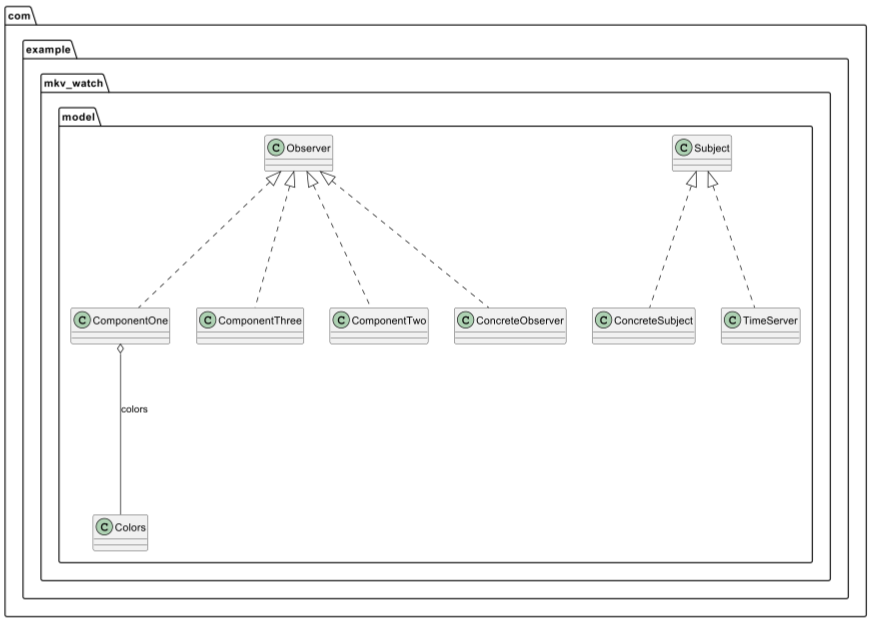 com
example
mkv_watch
model
C Observer
C Subject
C ComponentOne
C ComponentThree
C ComponentTwo
C ConcreteObserver
C ConcreteSubject
C TimeServer
colors
C Colors